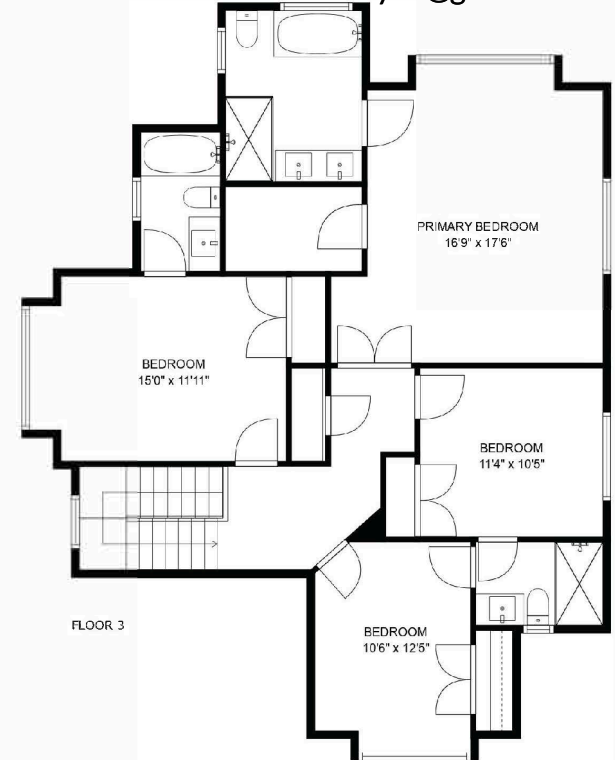 PRIMARY BEDROOM
16'9" x 17'6"
BEDROOM
15'0" x 11'11"
BEDROOM
11'4" x 10'5"
FLOOR 3
BEDROOM
10'6" x 12'5"